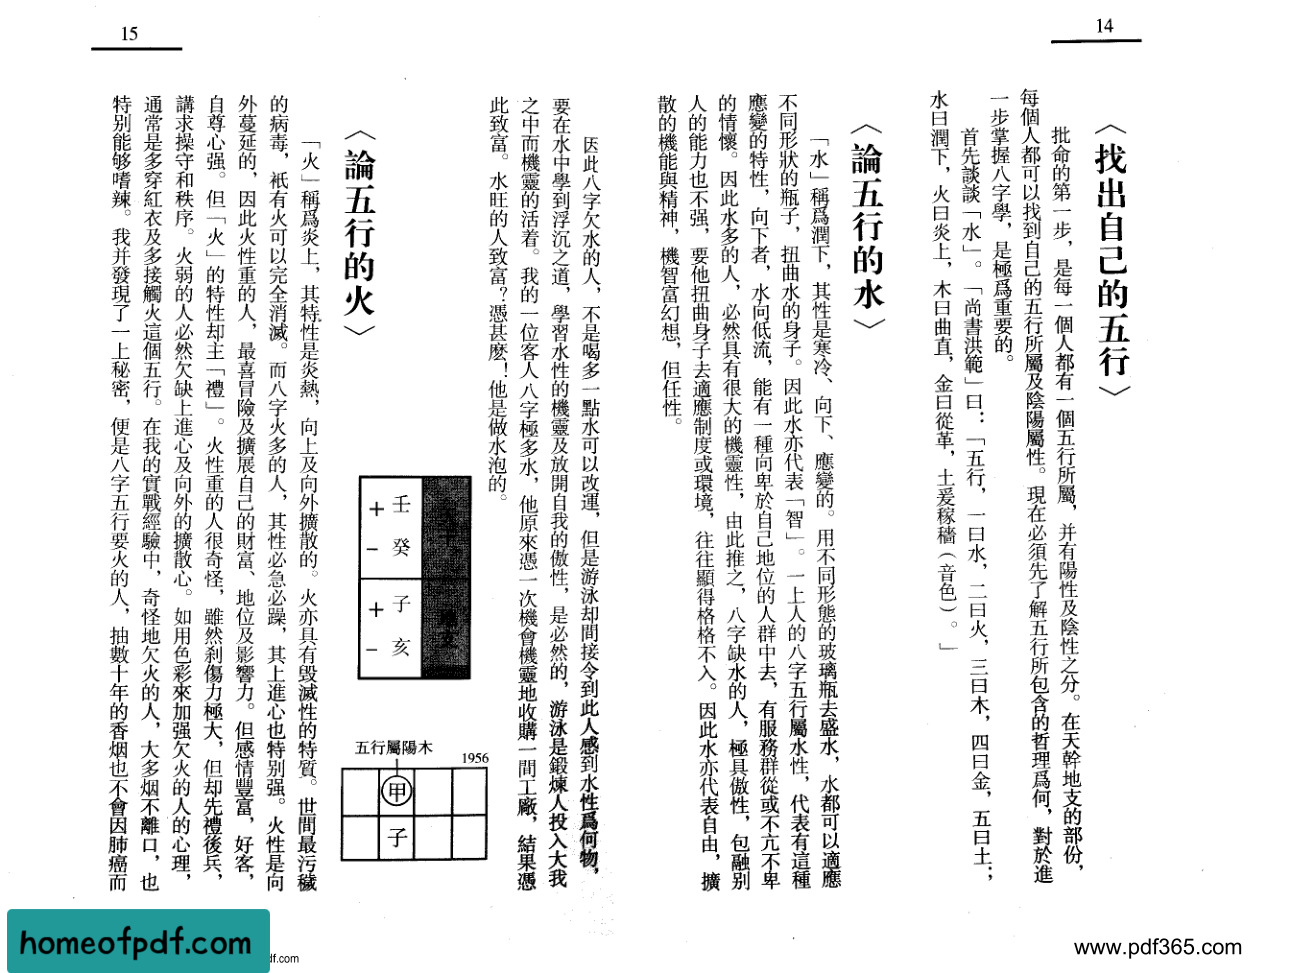 14
〈找出自己的五行〉
批命的第一步，是每一個人都有一個五行所屬，并有陽性及陰性之分。在天幹地支的部份，
每個人都可以找到自己的五行所屬及陰陽屬性。現在必須先了解五行所包含的哲理爲何，對於進
一步掌握八字學，是極爲重要的。
首先談談「水」。「尚書洪範」曰：「五行，一曰水，二曰火，三曰木，四曰金，五曰土；
水曰潤下，火曰炎上，木曰曲直，金曰從革，土爰稼穡（音色）。」
〈論五行的水〉
「水」稱爲潤下，其性是寒冷、向下、應變的。用不同形態的玻璃瓶去盛水，水都可以適應
不同形狀的瓶子，扭曲水的身子。因此水亦代表「智」。一上人的八字五行屬水性，代表有這種
應變的特性，向下者，水向低流，能有一種向卑於自己地位的人群中去，有服務群從或不亢不卑
的情懷。因此水多的人，必然具有很大的機靈性，由此推之，八字缺水的人，極具傲性，包融别
人的能力也不强，要他扭曲身子去適應制度或環境，往往顯得格格不入。因此水亦代表自由，擴
散的機能與精神，機智富幻想，但任性。
15
因此八字欠水的人，不是喝多一點水可以改運，但是游泳却間接令到此人感到水性爲何物，
要在水中學到浮沉之道，學習水性的機靈及放開自我的傲性，是必然的，游泳是鍛煉人投入大我
之中而機靈的活着。我的一位客人八字極多水，他原來憑一次機會機靈地收購一間工廠，結果憑
此致富。水旺的人致富？憑甚麽！他是做水泡的。
壬 癸 子 亥
+ - + -
1956
五行屬陽木
甲
子
〈論五行的火〉
「火」稱爲炎上，其特性是炎熱，向上及向外擴散的。火亦具有毁滅性的特質。世間最污穢
的病毒，衹有火可以完全消滅。而八字火多的人，其性必急必躁，其上進心也特别强。火性是向
外蔓延的，因此火性重的人，最喜冒險及擴展自己的財富、地位及影響力。但感情豐富，好客，
自尊心强。但「火」的特性却主「禮」。火性重的人很奇怪，雖然刹傷力極大，但却先禮後兵，
講求操守和秩序。火弱的人必然欠缺上進心及向外的擴散心。如用色彩來加强欠火的人的心理，
通常是多穿紅衣及多接觸火這個五行。在我的實戰經驗中，奇怪地欠火的人，大多烟不離口，也
特别能够嗜辣。我并發現了一上秘密，便是八字五行要火的人，抽數十年的香烟也不會因肺癌而
homeofpdf.com
df.com
www.pdf365.com